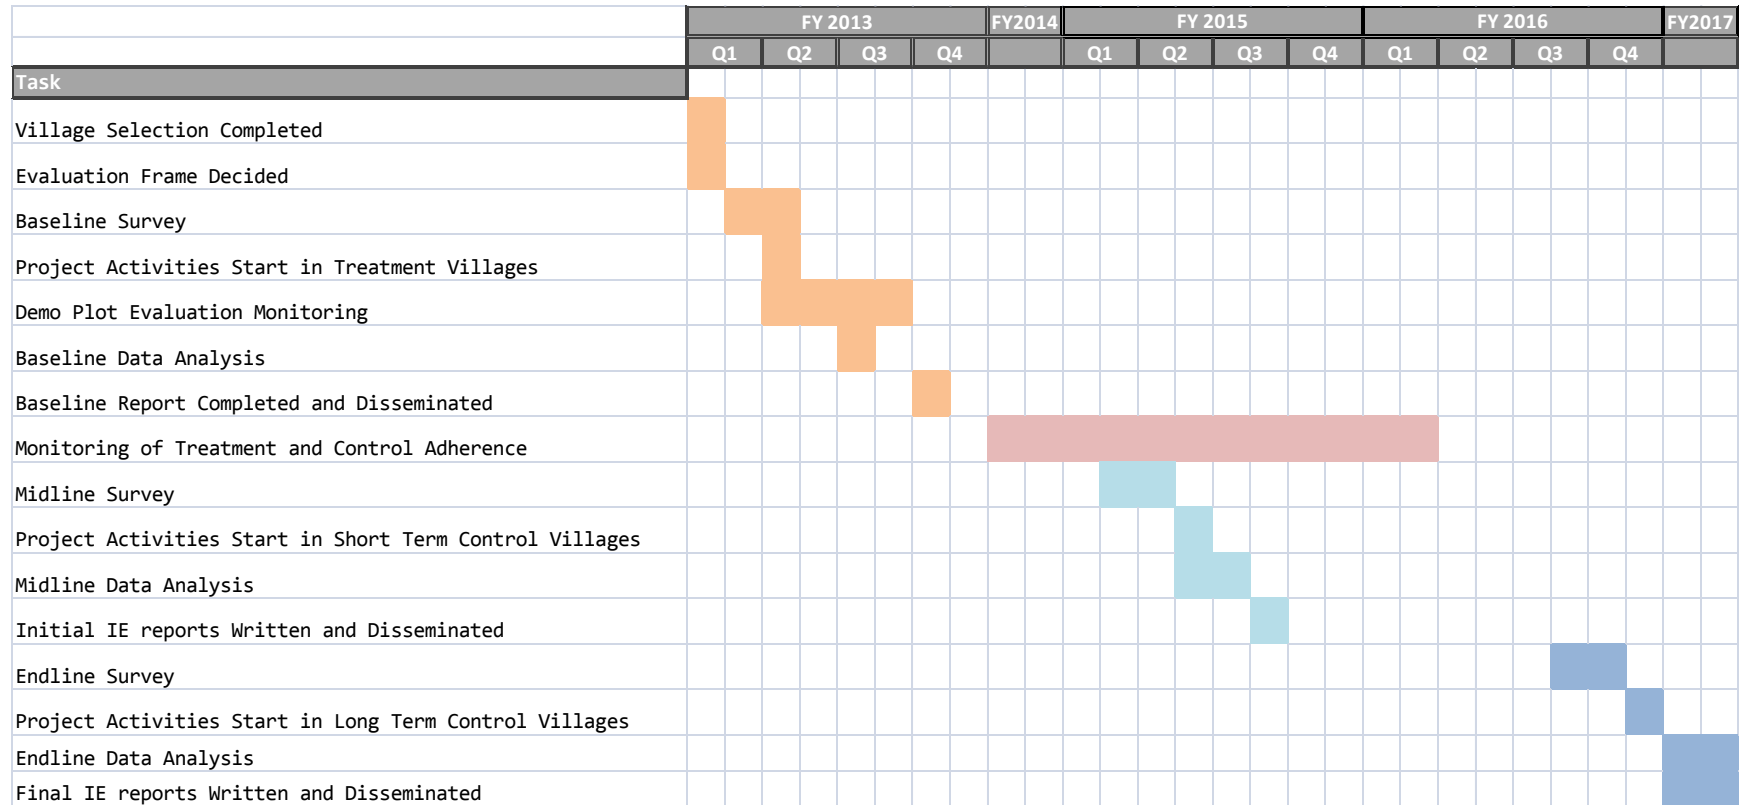 FY 2013 FY2014 FY 2015 FY 2016 FY2017
Q1 Q2 Q3 Q4 Q1 Q2 Q3 Q4 Q1 Q2 Q3 Q4
Task
Village Selection Completed
Evaluation Frame Decided
Baseline Survey
Project Activities Start in Treatment Villages
Demo Plot Evaluation Monitoring
Baseline Data Analysis
Baseline Report Completed and Disseminated
Monitoring of Treatment and Control Adherence
Midline Survey
Project Activities Start in Short Term Control Villages
Midline Data Analysis
Initial IE reports Written and Disseminated
Endline Survey
Project Activities Start in Long Term Control Villages
Endline Data Analysis
Final IE reports Written and Disseminated